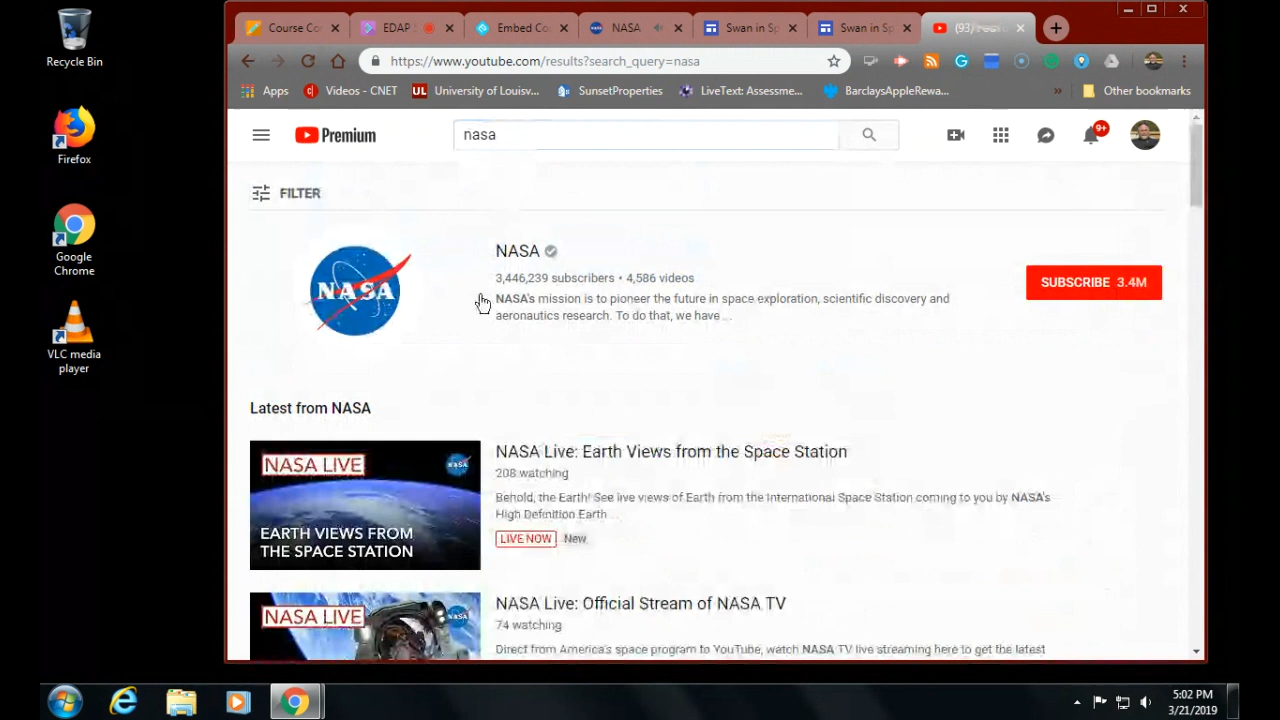 Recycle Bin
Firefox
Google
Chrome
VLC media
player
Course Co
EDAP
Embed Co
NASA
Swan in Sp
Swan in Sp
(93)
https://www.youtube.com/results?search_query=nasa
Apps
Videos - CNET
University of Louisv...
SunsetProperties
LiveText: Assessme...
BarclaysAppleRewa...
»
Other bookmarks
Premium
nasa
9+
FILTER
NASA
NASA
3,446,239 subscribers • 4,586 videos
NASA's mission is to pioneer the future in space exploration, scientific discovery and
aeronautics research. To do that, we have ...
SUBSCRIBE 3.4M
Latest from NASA
NASA LIVE
NASA
EARTH VIEWS FROM
THE SPACE STATION
NASA Live: Earth Views from the Space Station
208 watching
Behold, the Earth! See live views of Earth from the International Space Station coming to you by NASA's
High Definition Earth ...
LIVE NOW New
NASA LIVE
NASA
NASA Live: Official Stream of NASA TV
74 watching
Direct from America's space program to YouTube, watch NASA TV live streaming here to get the latest
5:02 PM
3/21/2019